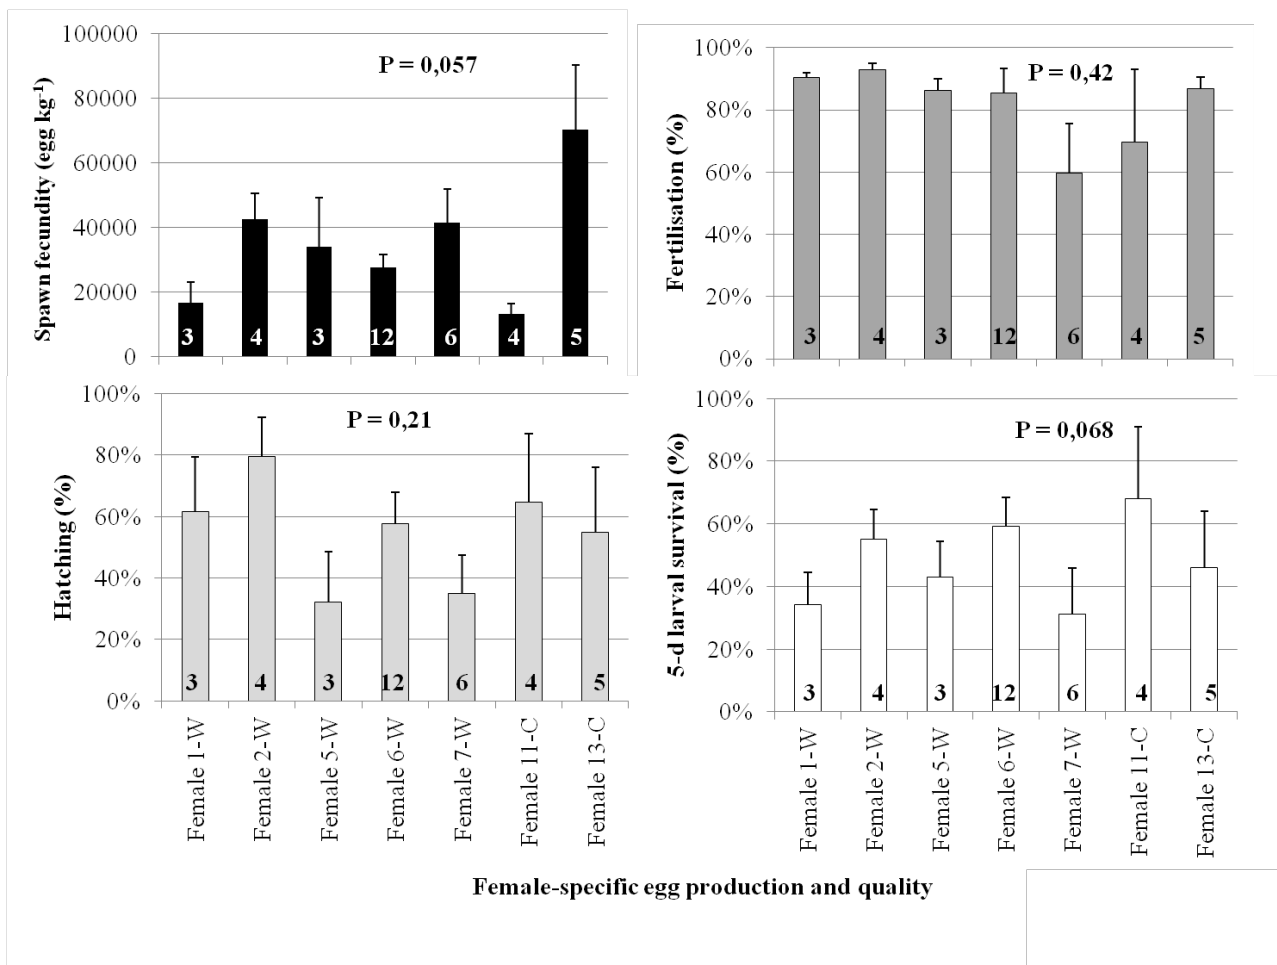 Spawn fecundity (egg kg⁻¹)
100000
80000
60000
40000
20000
0
P = 0,057
3 4 3 12 6 4 5
Fertilisation (%)
100%
80%
60%
40%
20%
0%
P = 0,42
3 4 3 12 6 4 5
Hatching (%)
100%
80%
60%
40%
20%
0%
P = 0,21
3 4 3 12 6 4 5
Female 1-W
Female 2-W
Female 5-W
Female 6-W
Female 7-W
Female 11-C
Female 13-C
5-d larval survival (%)
100%
80%
60%
40%
20%
0%
P = 0,068
3 4 3 12 6 4 5
Female 1-W
Female 2-W
Female 5-W
Female 6-W
Female 7-W
Female 11-C
Female 13-C
Female-specific egg production and quality